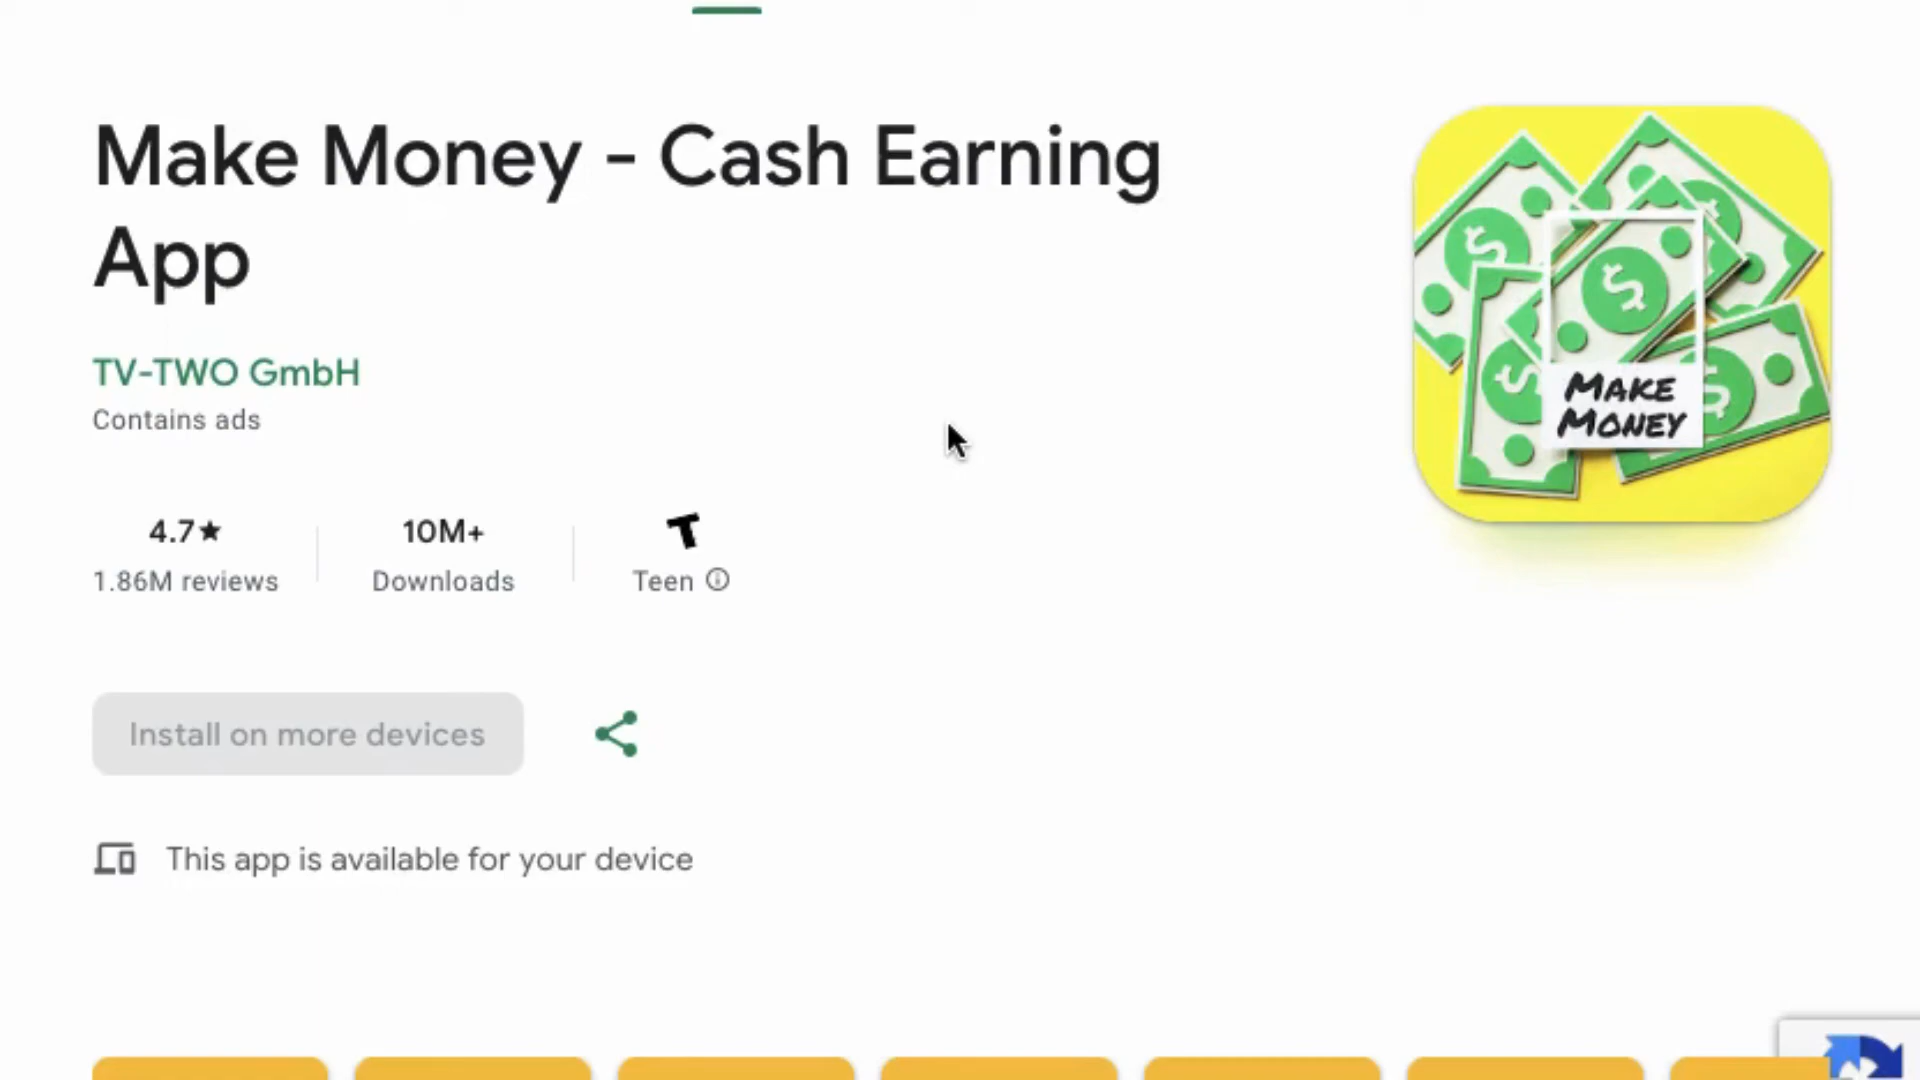 Make Money - Cash Earning
App
TV-TWO GmbH
Contains ads
4.7★ 10M+ T
1.86M reviews Downloads Teen
Install on more devices
This app is available for your device
$ $ $ $ $
MAKE
MONEY